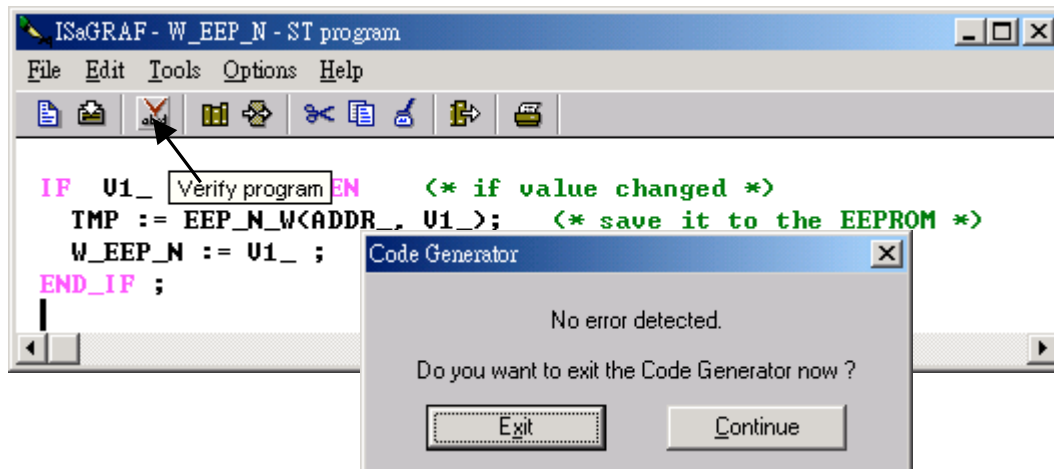 ISaGRAF - W_EEP_N - ST program
File Edit Tools Options Help
IF V1_ EN (* if value changed *)
Verify program
TMP := EEP_N_W(ADDR_, V1_); (* save it to the EEPROM *)
W_EEP_N := V1_ ;
END_IF ;
Code Generator
No error detected.
Do you want to exit the Code Generator now ?
Exit Continue